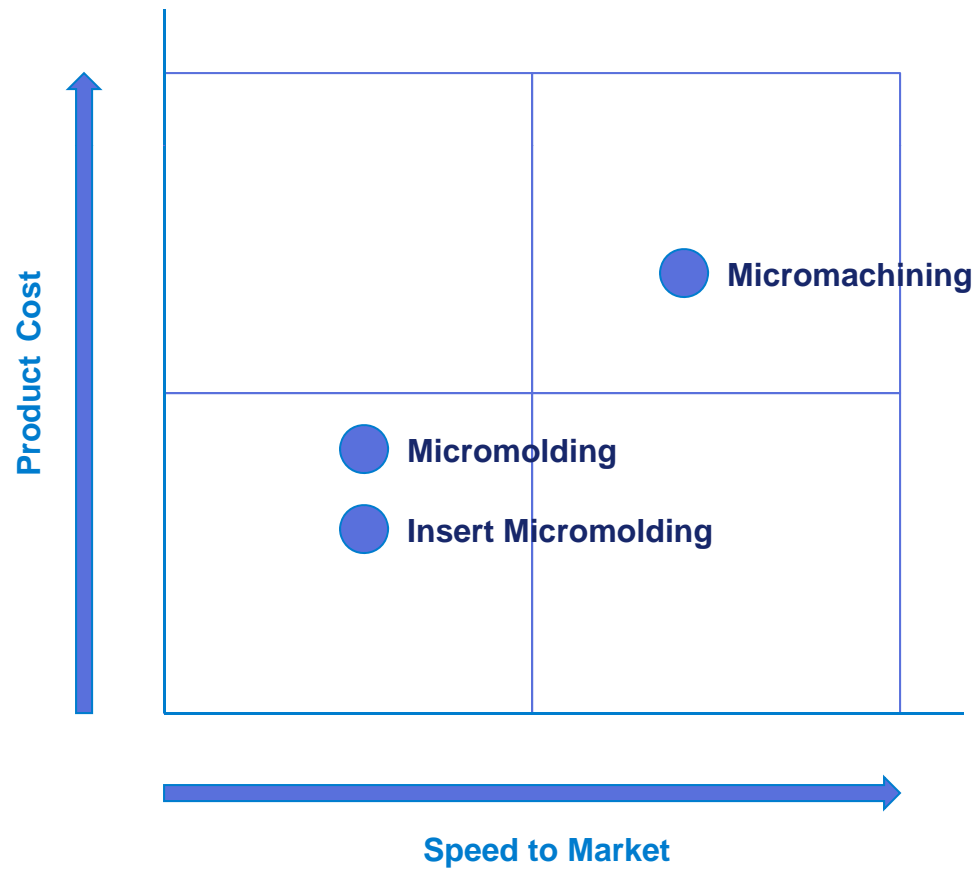 Product Cost
Micromachining
Micromolding
Insert Micromolding
Speed to Market